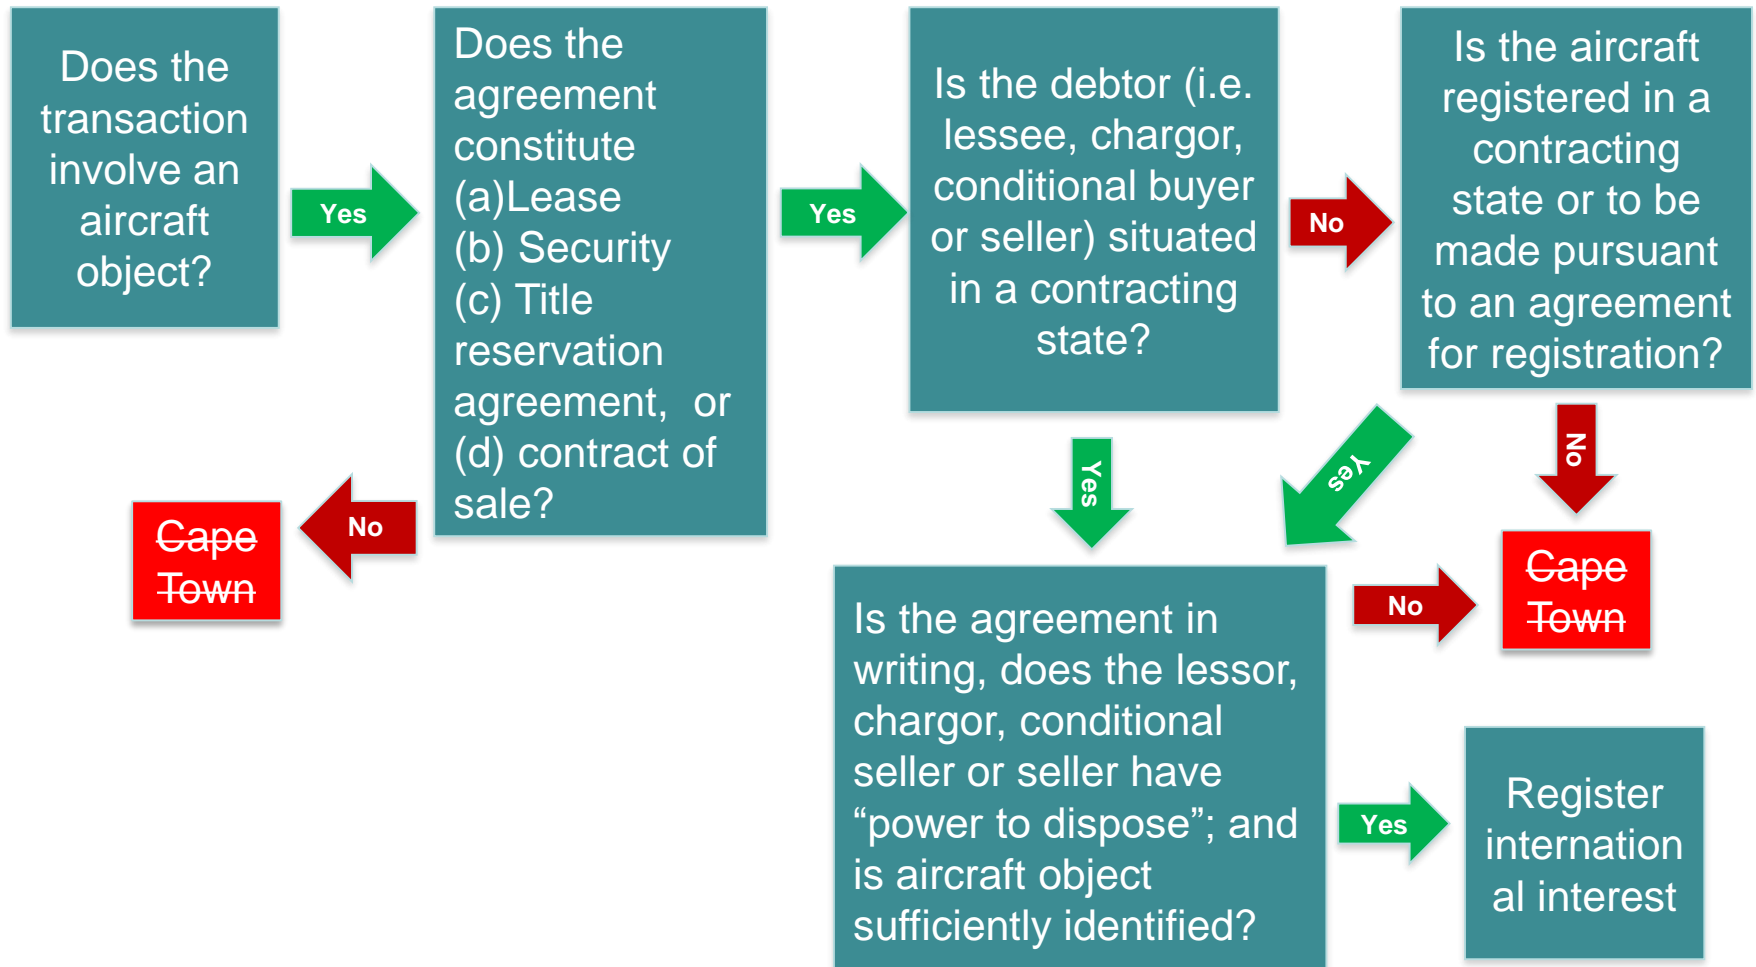 Does the
transaction
involve an
aircraft
object?
Yes
Does the
agreement
constitute
(a)Lease
(b) Security
(c) Title
reservation
agreement, or
(d) contract of
sale?
Yes
Is the debtor (i.e.
lessee, chargor,
conditional buyer
or seller) situated
in a contracting
state?
No
Is the aircraft
registered in a
contracting
state or to be
made pursuant
to an agreement
for registration?
No
Cape
Town
Yes
Yes
No
Is the agreement in
writing, does the lessor,
chargor, conditional
seller or seller have
“power to dispose”; and
is aircraft object
sufficiently identified?
No
Cape
Town
Yes
Register
internation
al interest